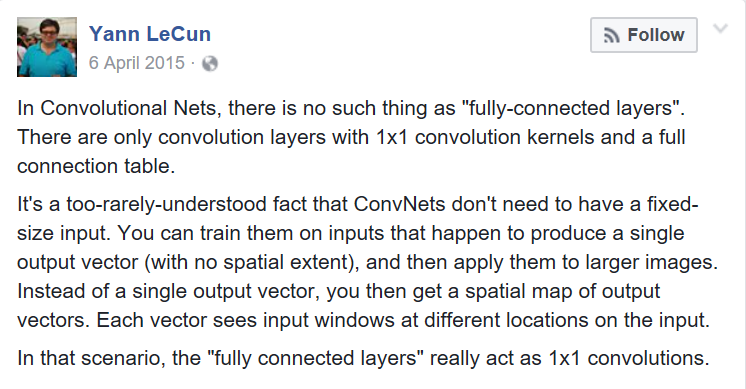 Yann LeCun
Follow
6 April 2015 ·
In Convolutional Nets, there is no such thing as "fully-connected layers".
There are only convolution layers with 1x1 convolution kernels and a full
connection table.
It's a too-rarely-understood fact that ConvNets don't need to have a fixed-
size input. You can train them on inputs that happen to produce a single
output vector (with no spatial extent), and then apply them to larger images.
Instead of a single output vector, you then get a spatial map of output
vectors. Each vector sees input windows at different locations on the input.
In that scenario, the "fully connected layers" really act as 1x1 convolutions.